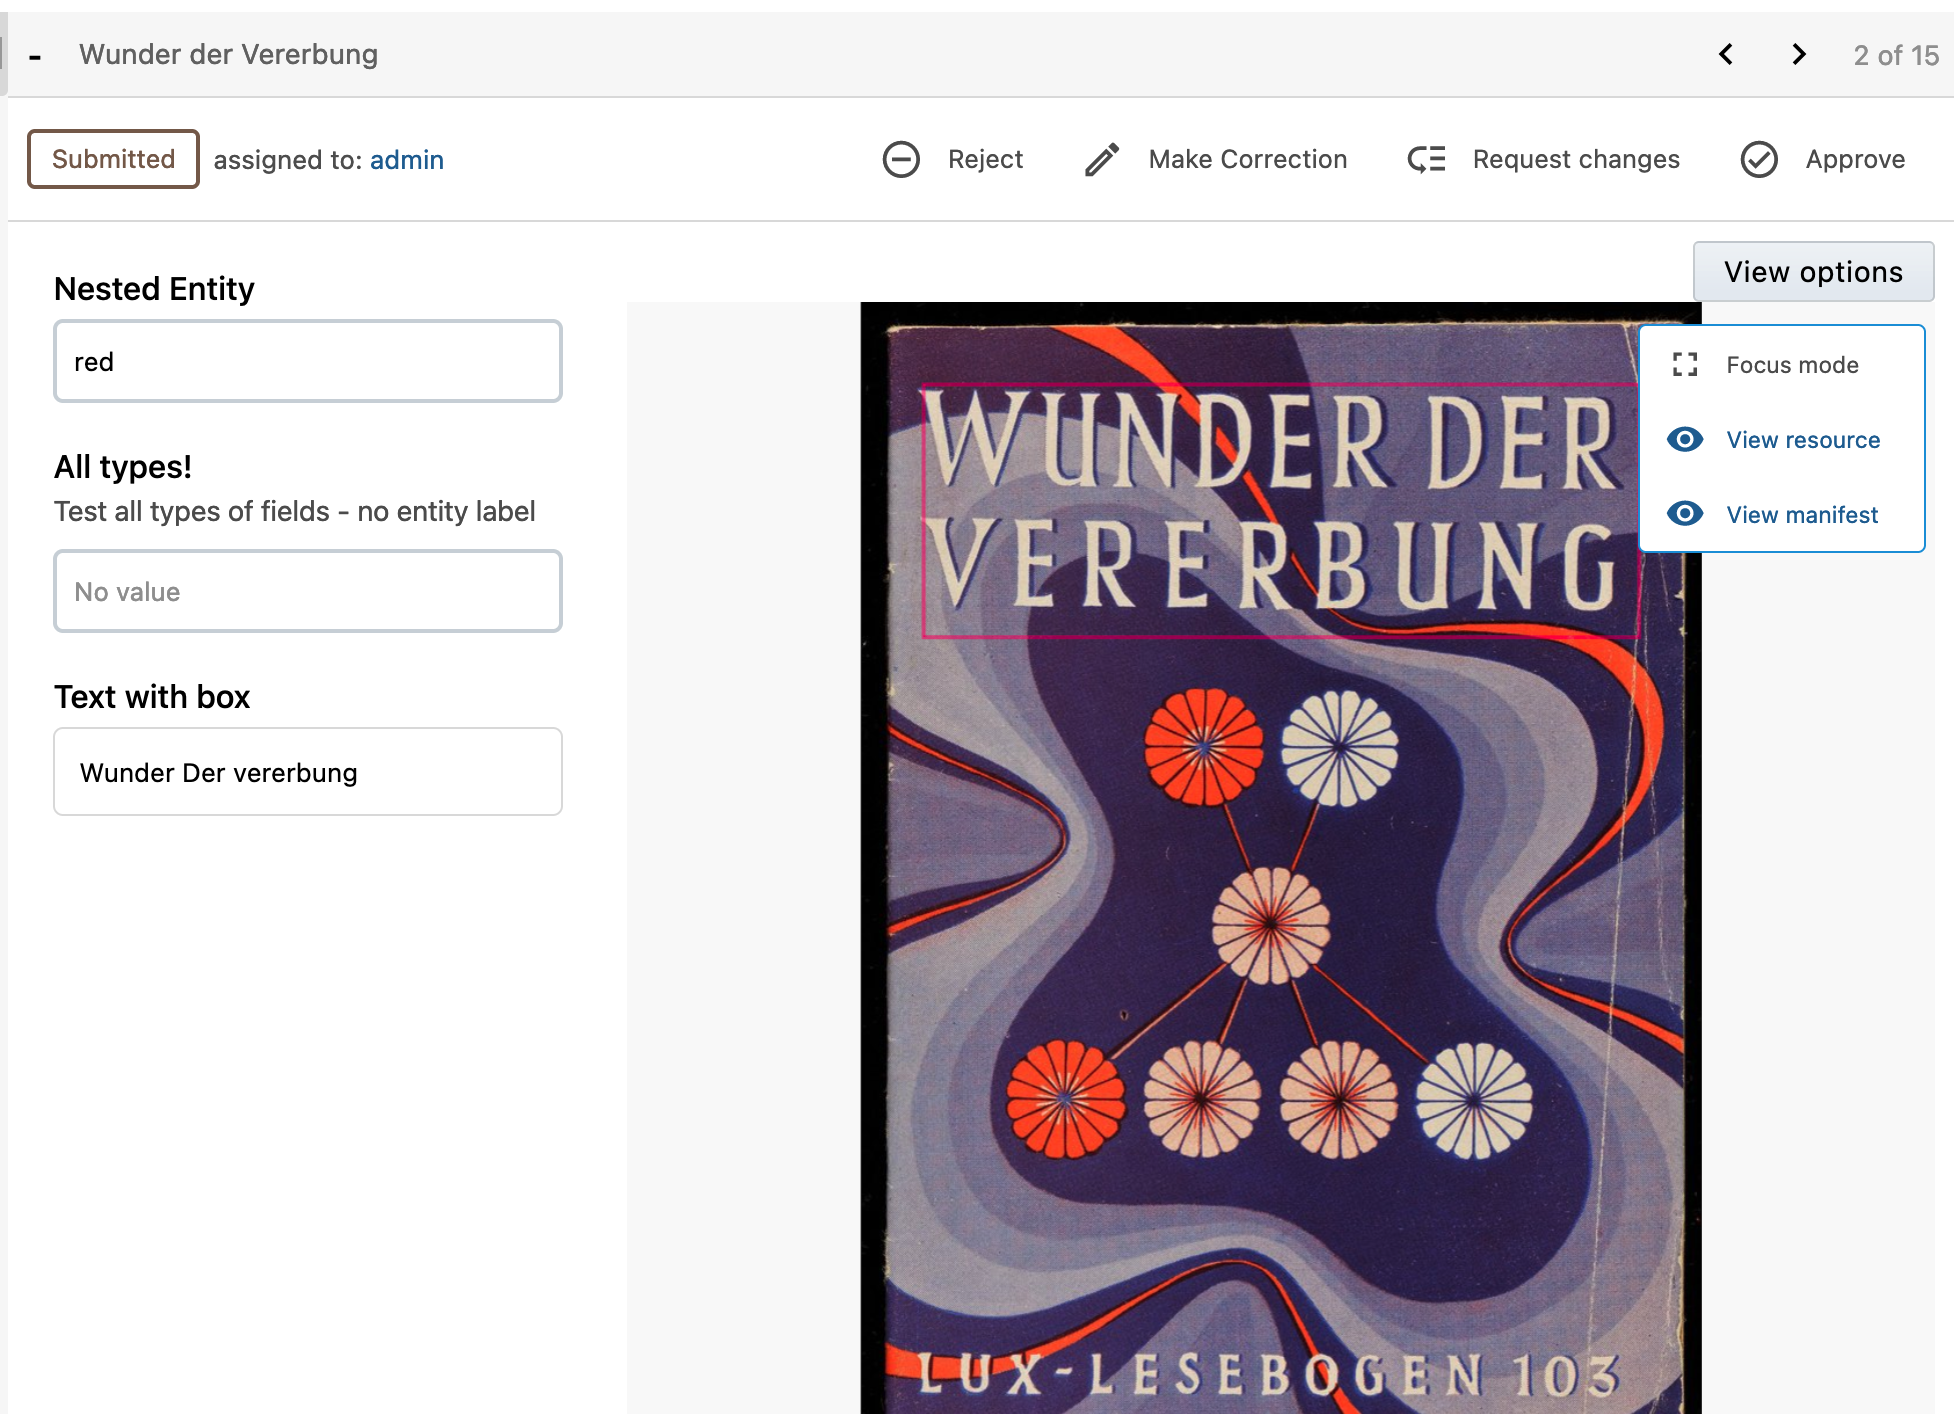 - Wunder der Vererbung
2 of 15
Submitted assigned to: admin
Reject Make Correction Request changes Approve
View options
Focus mode
View resource
View manifest
Nested Entity
red
All types!
Test all types of fields - no entity label
No value
Text with box
Wunder Der vererbung
WUNDER DER
VERERBUNG
LUX-LESEBOGEN 103